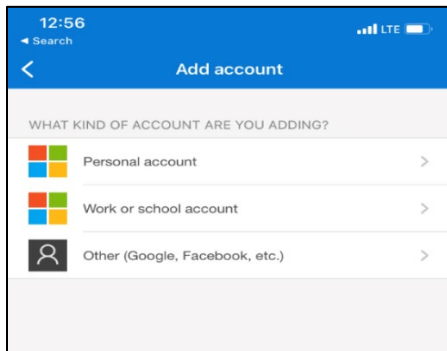 12:56
LTE
Search
Add account
WHAT KIND OF ACCOUNT ARE YOU ADDING?
Personal account
Work or school account
Other (Google, Facebook, etc.)